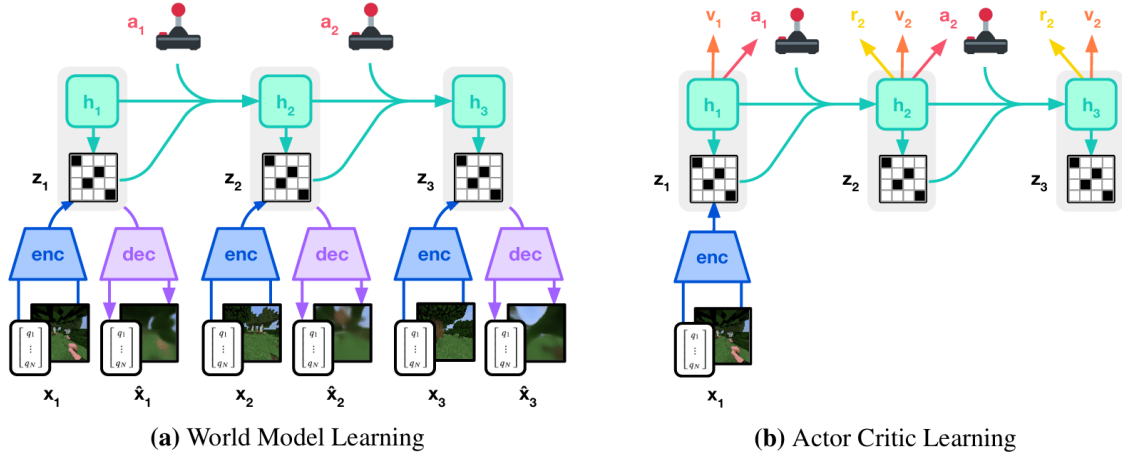 a1 a2
h1 h2 h3
z1 z2 z3
enc dec enc dec enc dec
[q1 ⋮ qN] [q1 ⋮ qN] [q1 ⋮ qN] [q1 ⋮ qN] [q1 ⋮ qN] [q1 ⋮ qN]
x1 x̂1 x2 x̂2 x3 x̂3
(a) World Model Learning
v1 a1 r2 v2 a2 r2 v2
h1 h2 h3
z1 z2 z3
enc
[q1 ⋮ qN]
x1
(b) Actor Critic Learning